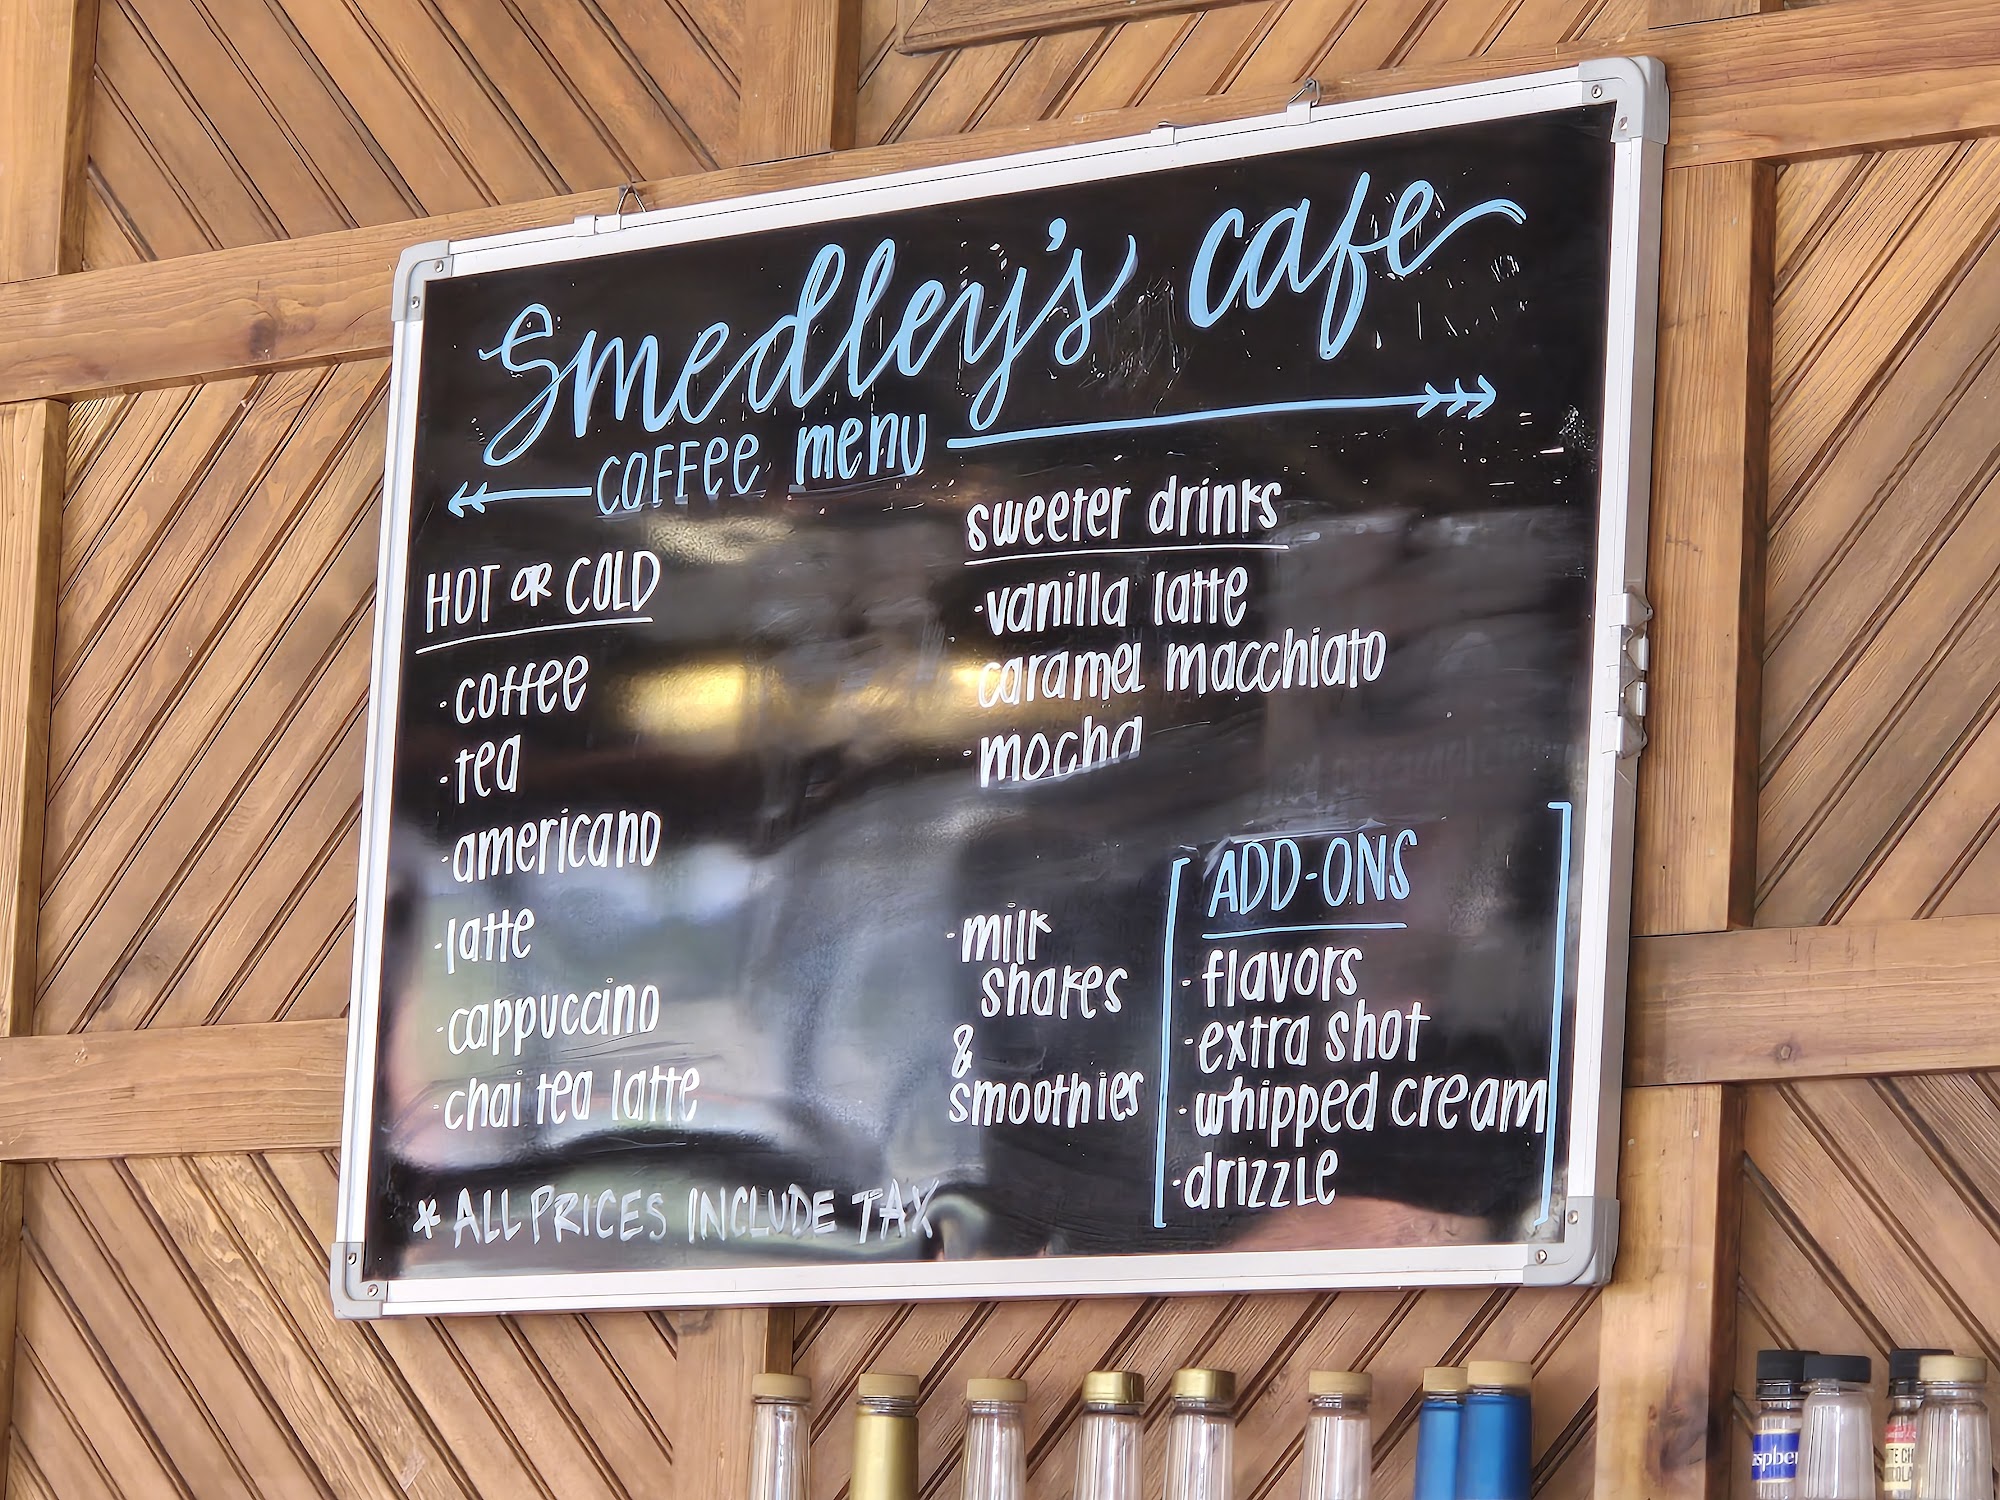 Smedley's cafe
coffee menu
HOT OR COLD
·coffee
·tea
·americano
·latte
·cappuccino
·chai tea latte
* ALL PRICES INCLUDE TAX
sweeter drinks
·vanilla latte
·caramel macchiato
·mocha
·milk
shakes
&
smoothies
ADD-ONS
·flavors
·extra shot
·whipped cream
·drizzle